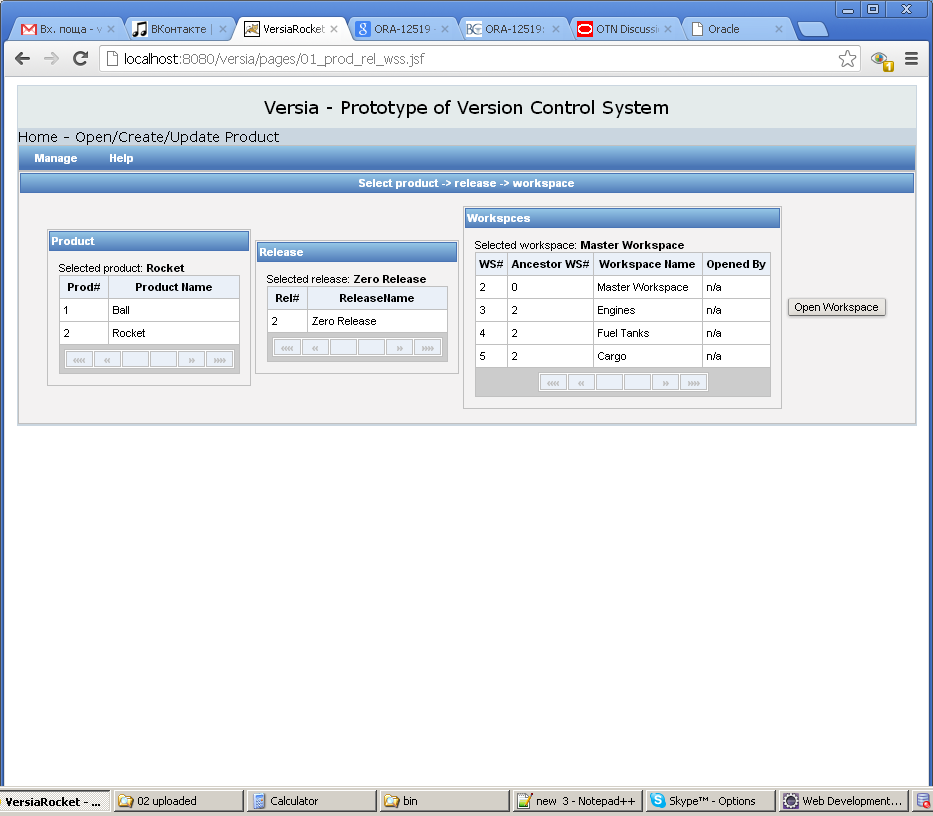 Вх. поща - v
ВКонтакте |
VersiaRocket
ORA-12519 -
ORA-12519:
OTN Discussi
Oracle
localhost:8080/versia/pages/01_prod_rel_wss.jsf
Versia - Prototype of Version Control System
Home - Open/Create/Update Product
Manage Help
Select product -> release -> workspace
Product
Selected product: Rocket
Prod# Product Name
1 Ball
2 Rocket
«« « » »»
Release
Selected release: Zero Release
Rel# ReleaseName
2 Zero Release
«« « » »»
Workspces
Selected workspace: Master Workspace
WS# Ancestor WS# Workspace Name Opened By
2 0 Master Workspace n/a
3 2 Engines n/a
4 2 Fuel Tanks n/a
5 2 Cargo n/a
«« « » »»
Open Workspace
VersiaRocket - ...
02 uploaded
Calculator
bin
new 3 - Notepad++
Skype™ - Options
Web Development...